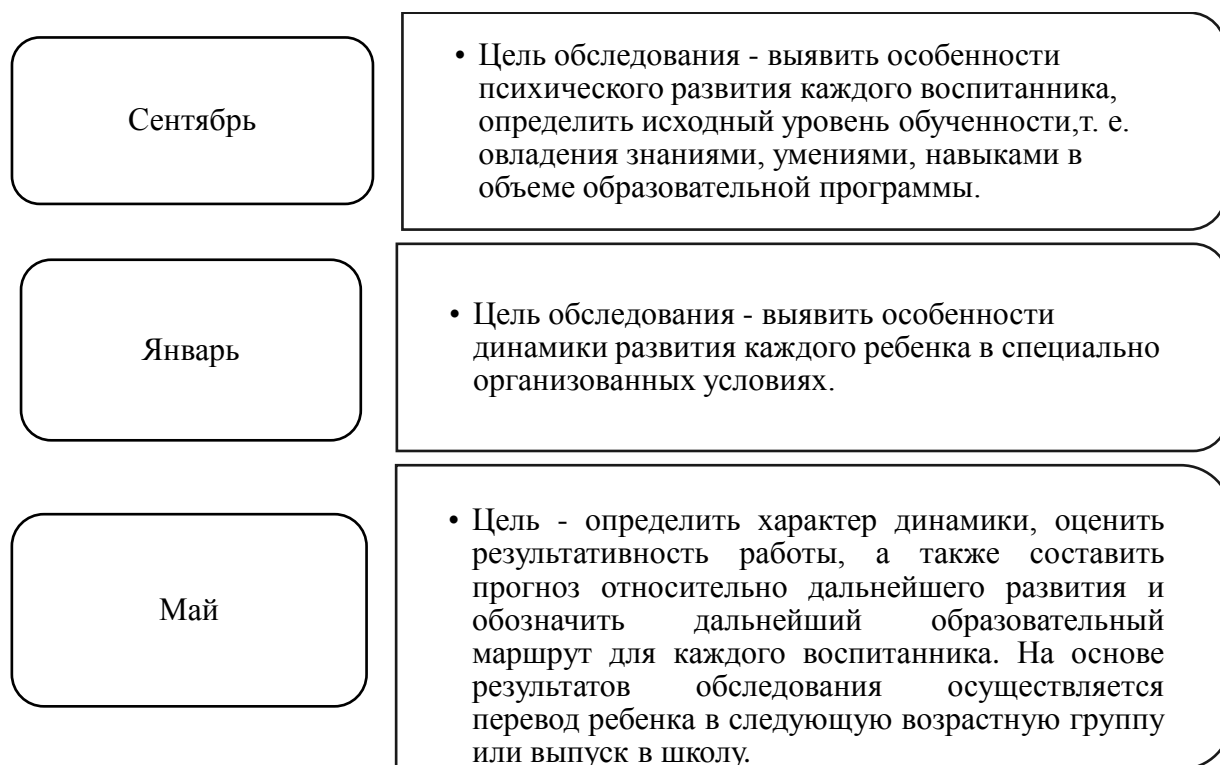 Сентябрь
• Цель обследования - выявить особенности
психического развития каждого воспитанника,
определить исходный уровень обученности,т. е.
овладения знаниями, умениями, навыками в
объеме образовательной программы.
Январь
• Цель обследования - выявить особенности
динамики развития каждого ребенка в специально
организованных условиях.
Май
• Цель - определить характер динамики, оценить
результативность работы, а также составить
прогноз относительно дальнейшего развития и
обозначить дальнейший образовательный
маршрут для каждого воспитанника. На основе
результатов обследования осуществляется
перевод ребенка в следующую возрастную группу
или выпуск в школу.